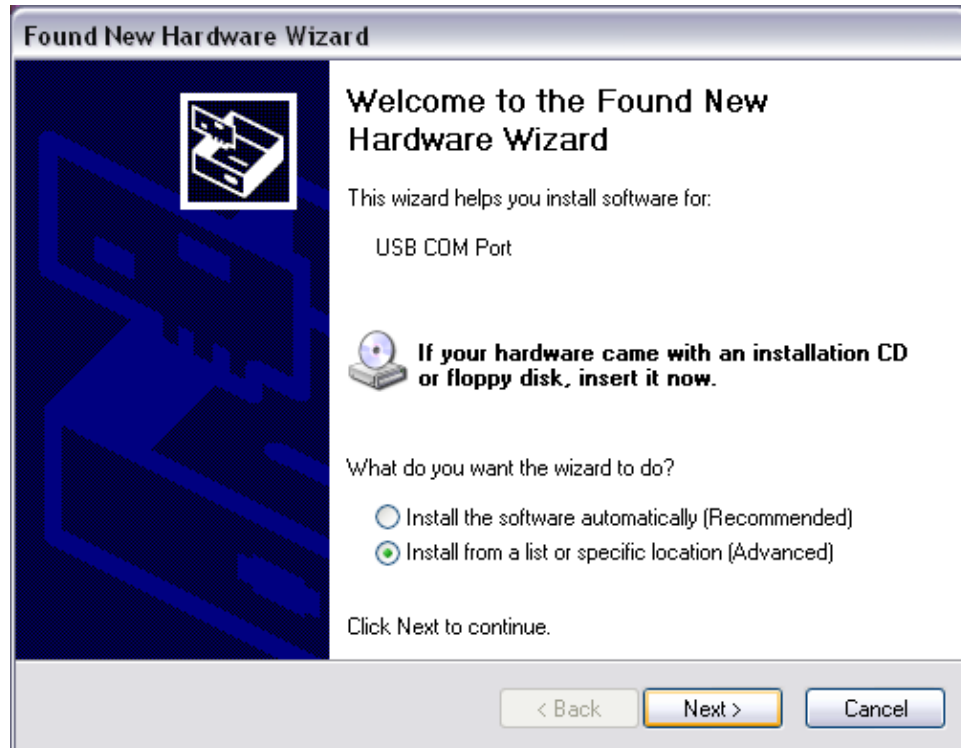 Found New Hardware Wizard
Welcome to the Found New
Hardware Wizard
This wizard helps you install software for:
USB COM Port
If your hardware came with an installation CD
or floppy disk, insert it now.
What do you want the wizard to do?
Install the software automatically (Recommended)
Install from a list or specific location (Advanced)
Click Next to continue.
< Back
Next >
Cancel